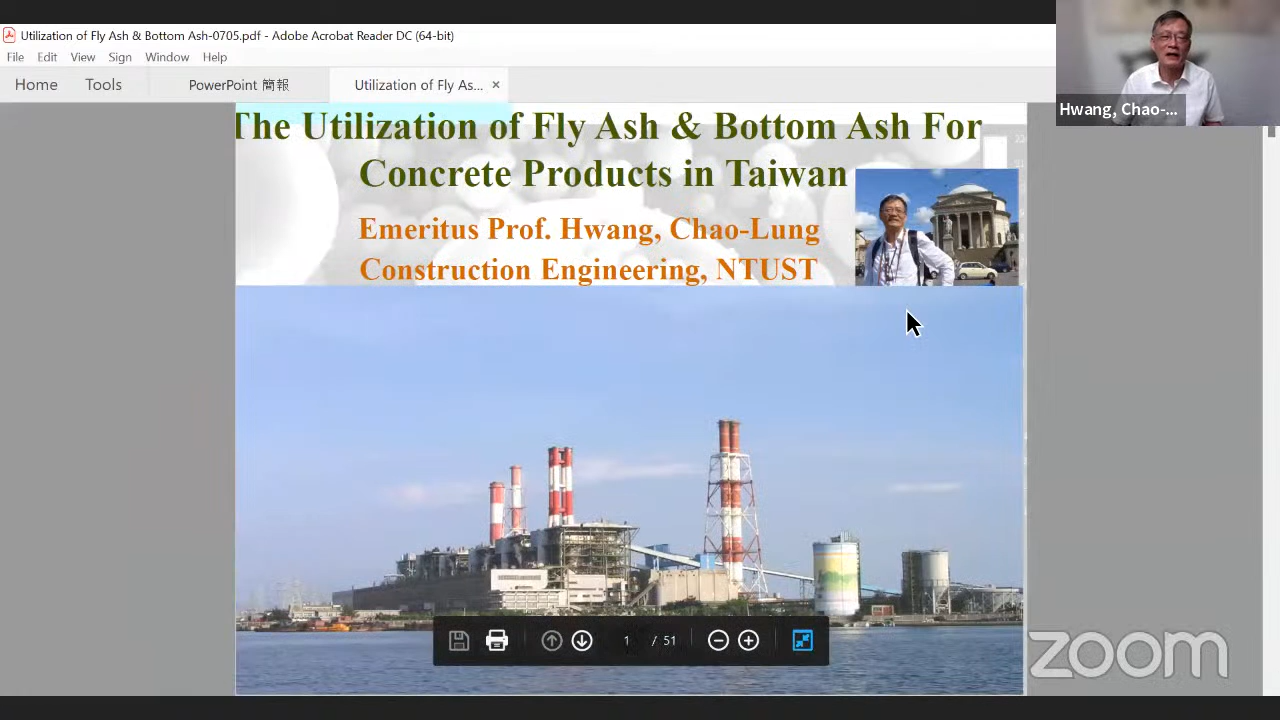 Utilization of Fly Ash & Bottom Ash-0705.pdf - Adobe Acrobat Reader DC (64-bit)
File Edit View Sign Window Help
Home Tools PowerPoint 簡報 Utilization of Fly As... ×
Hwang, Chao-...
The Utilization of Fly Ash & Bottom Ash For
Concrete Products in Taiwan
Emeritus Prof. Hwang, Chao-Lung
Construction Engineering, NTUST
1 / 51
zoom